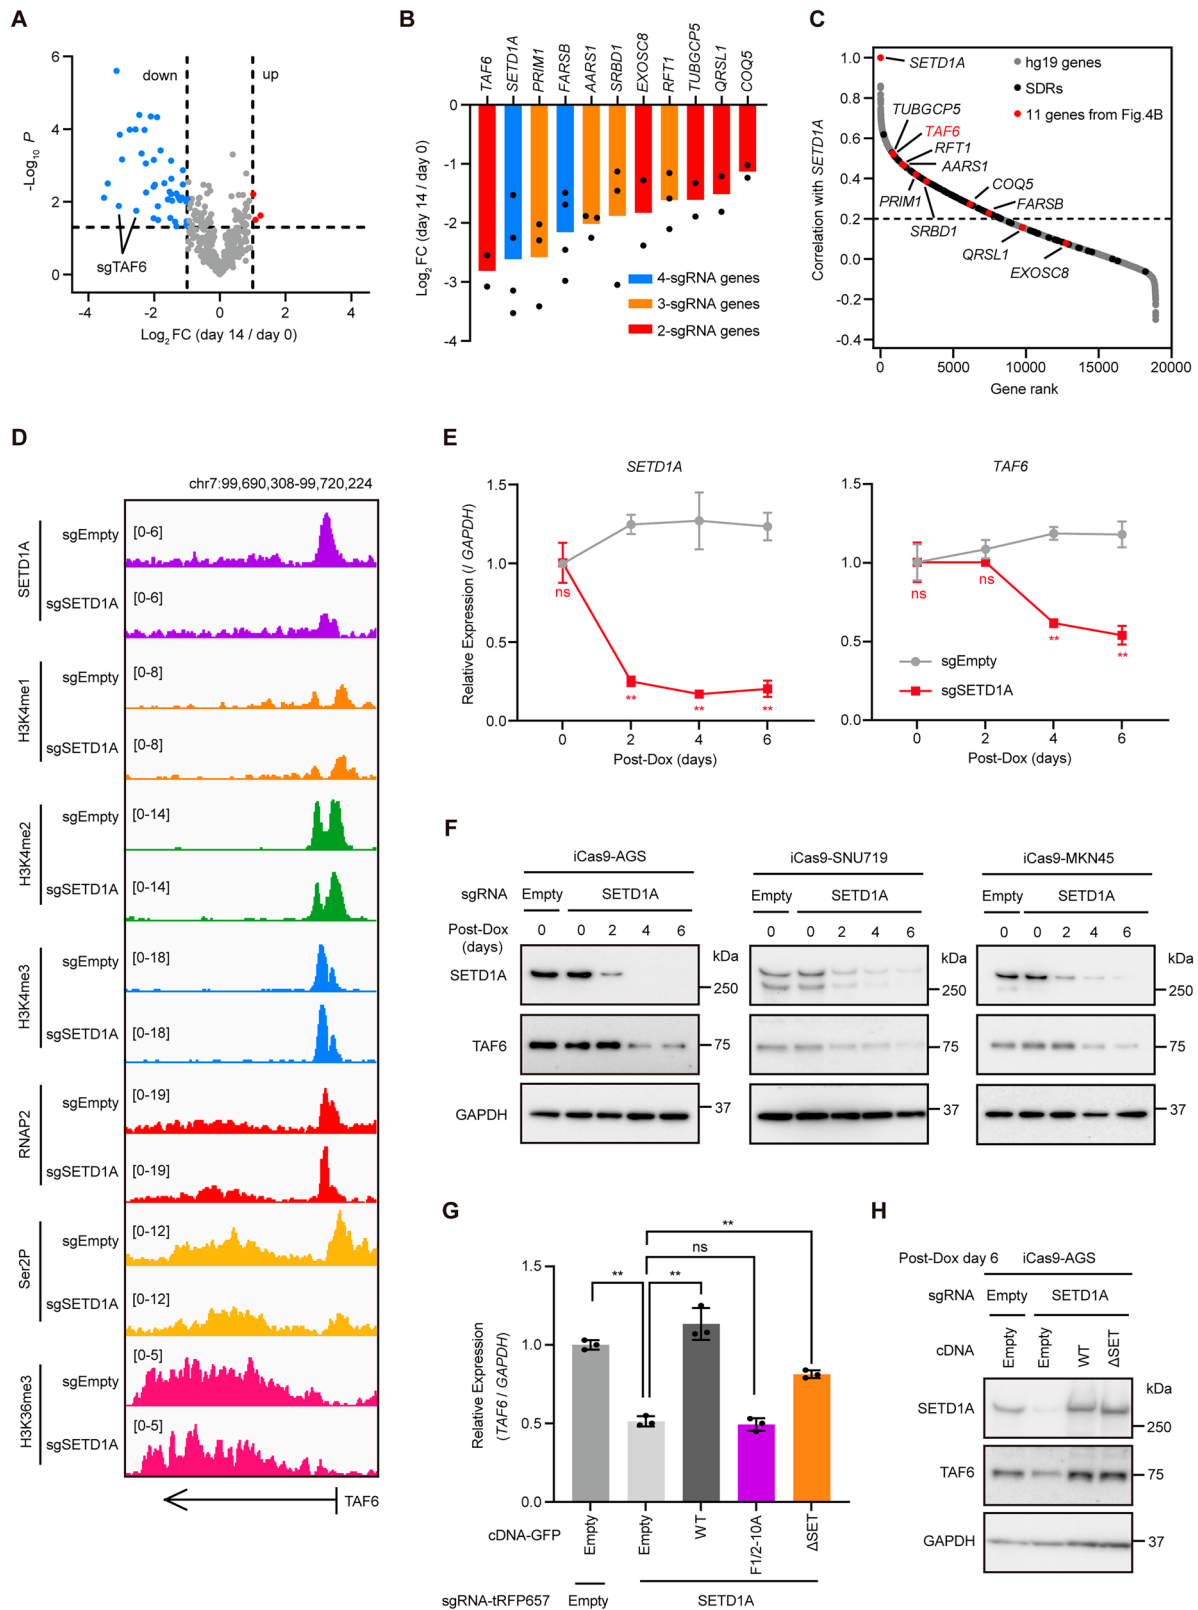 A
6
4
2
0
-Log10 P
down
up
sgTAF6
-4
-2
0
2
4
Log2 FC (day 14 / day 0)
B
TAF6
SETD1A
PRIM1
FARSB
AARS1
SRBD1
EXOSC8
RFT1
TUBGCP5
QRSL1
COQ5
0
-1
-2
-3
-4
Log2 FC (day 14 / day 0)
4-sgRNA genes
3-sgRNA genes
2-sgRNA genes
C
1.0
0.8
0.6
0.4
0.2
0.0
-0.2
-0.4
Correlation with SETD1A
SETD1A
hg19 genes
SDRs
11 genes from Fig.4B
TUBGCP5
TAF6
RFT1
AARS1
COQ5
FARSB
PRIM1
SRBD1
QRSL1
EXOSC8
0
5000
10000
15000
20000
Gene rank
D
chr7:99,690,308-99,720,224
SETD1A
sgEmpty
[0-6]
sgSETD1A
[0-6]
H3K4me1
sgEmpty
[0-8]
sgSETD1A
[0-8]
H3K4me2
sgEmpty
[0-14]
sgSETD1A
[0-14]
H3K4me3
sgEmpty
[0-18]
sgSETD1A
[0-18]
RNAP2
sgEmpty
[0-19]
sgSETD1A
[0-19]
Ser2P
sgEmpty
[0-12]
sgSETD1A
[0-12]
H3K36me3
sgEmpty
[0-5]
sgSETD1A
[0-5]
TAF6
E
SETD1A
1.5
1.0
0.5
0.0
Relative Expression (/ GAPDH)
ns
**
**
**
0
2
4
6
Post-Dox (days)
TAF6
1.5
1.0
0.5
0.0
ns
ns
**
**
sgEmpty
sgSETD1A
0
2
4
6
Post-Dox (days)
F
iCas9-AGS
iCas9-SNU719
iCas9-MKN45
sgRNA
Empty
SETD1A
Empty
SETD1A
Empty
SETD1A
Post-Dox
(days)
0 0 2 4 6
0 0 2 4 6
0 0 2 4 6
kDa
kDa
kDa
SETD1A
250
250
250
TAF6
75
75
75
GAPDH
37
37
37
G
**
ns
**
**
1.5
1.0
0.5
0.0
Relative Expression
(TAF6 / GAPDH)
cDNA-GFP
Empty
Empty
WT
F1/2-10A
ΔSET
sgRNA-tRFP657
Empty
SETD1A
H
Post-Dox day 6
iCas9-AGS
sgRNA
Empty
SETD1A
cDNA
Empty
Empty
WT
ΔSET
kDa
SETD1A
250
TAF6
75
GAPDH
37